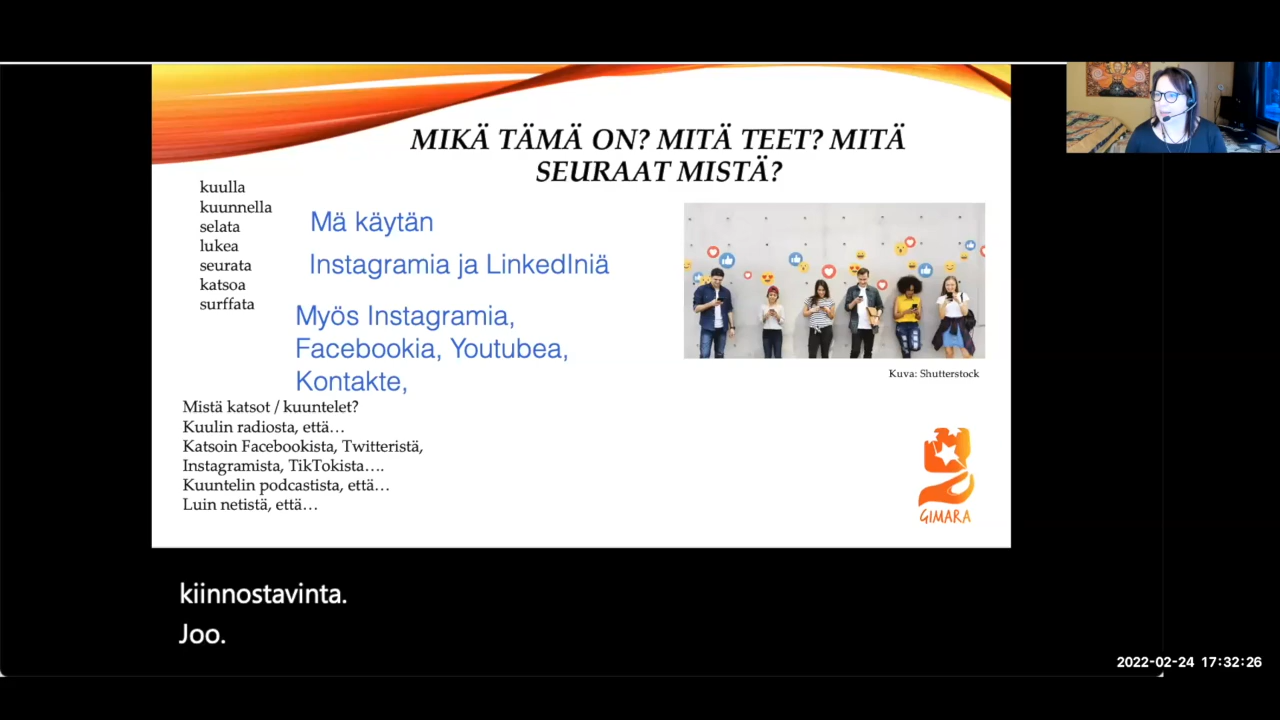 MIKÄ TÄMÄ ON? MITÄ TEET? MITÄ
SEURAAT MISTÄ?
kuulla
kuunnella
selata
lukea
seurata
katsoa
surffata
Mä käytän
Instagramia ja LinkedIniä
Myös Instagramia,
Facebookia, Youtubea,
Kontakte,
Kuva: Shutterstock
Mistä katsot / kuuntelet?
Kuulin radiosta, että…
Katsoin Facebookista, Twitteristä,
Instagramista, TikTokista….
Kuuntelin podcastista, että…
Luin netistä, että…
GIMARA
kiinnostavinta.
Joo.
2022-02-24 17:32:26